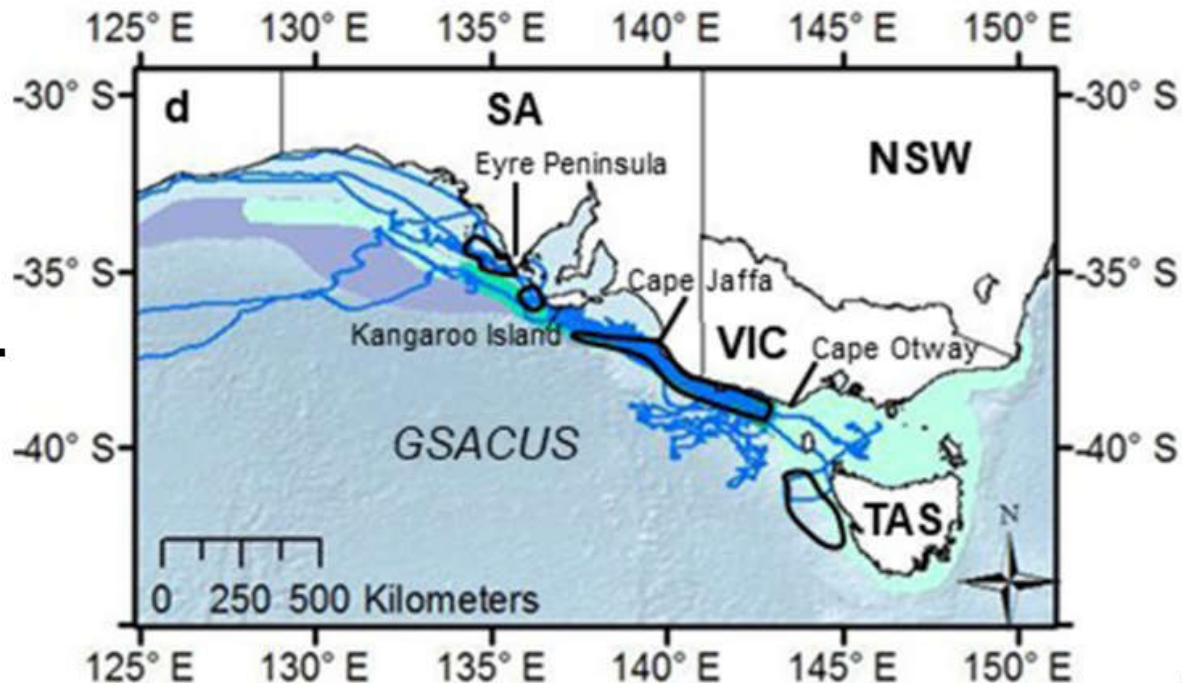 125° E 130° E 135° E 140° E 145° E 150° E
-30° S -30° S
d
SA
NSW
Eyre Peninsula
-35° S -35° S
Cape Jaffa
Kangaroo Island
VIC
Cape Otway
GSACUS
-40° S -40° S
TAS
N
0 250 500 Kilometers
125° E 130° E 135° E 140° E 145° E 150° E